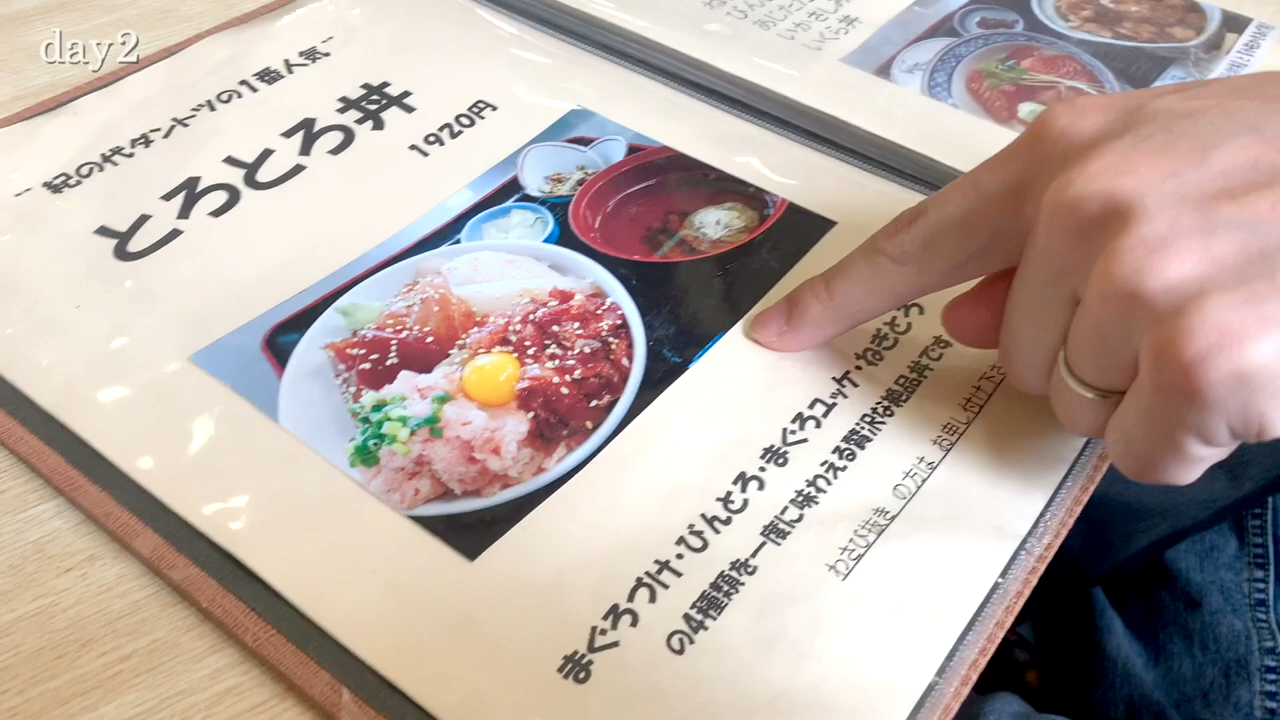 day2
~ 紀の代ダントツの1番人気 ~
とろとろ丼
1920円
まぐろづけ・びんとろ・まぐろユッケ・ねぎとろ
の4種類を一度に味わえる贅沢な絶品丼です
わさび抜き の方は お申し付け下さ
いくら丼